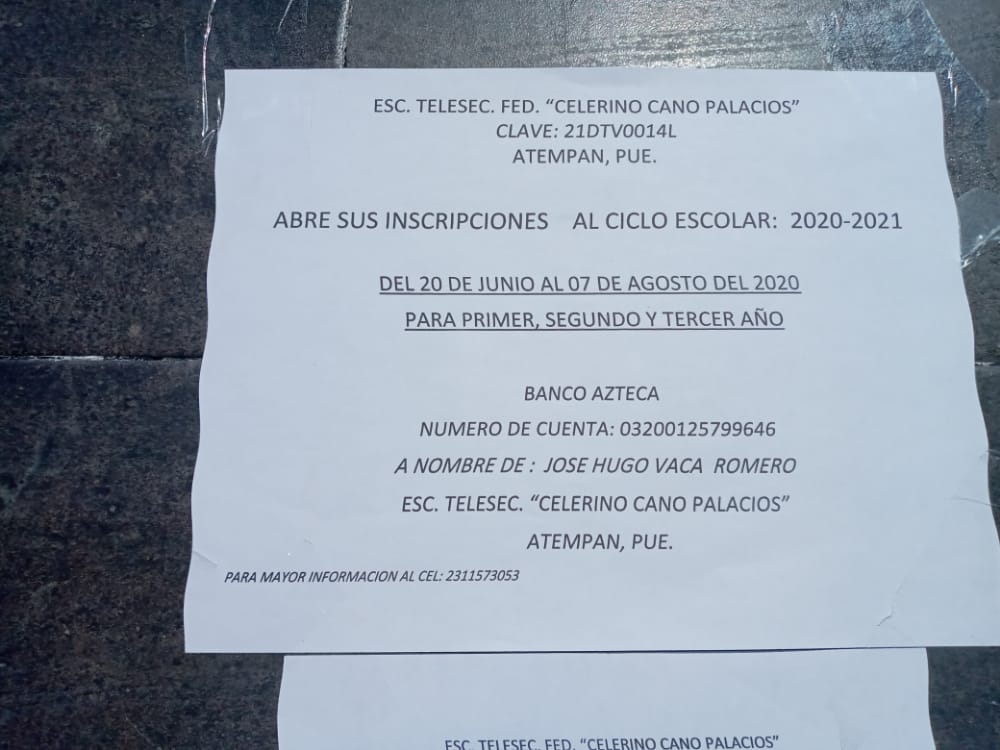 ESC. TELESEC. FED. "CELERINO CANO PALACIOS"
CLAVE: 21DTV0014L
ATEMPAN, PUE.
ABRE SUS INSCRIPCIONES AL CICLO ESCOLAR: 2020-2021
DEL 20 DE JUNIO AL 07 DE AGOSTO DEL 2020
PARA PRIMER, SEGUNDO Y TERCER AÑO
BANCO AZTECA
NUMERO DE CUENTA: 03200125799646
A NOMBRE DE : JOSE HUGO VACA ROMERO
ESC. TELESEC. "CELERINO CANO PALACIOS"
ATEMPAN, PUE.
PARA MAYOR INFORMACION AL CEL: 2311573053
ESC. TELESEC. FED. "CELERINO CANO PALACIOS"